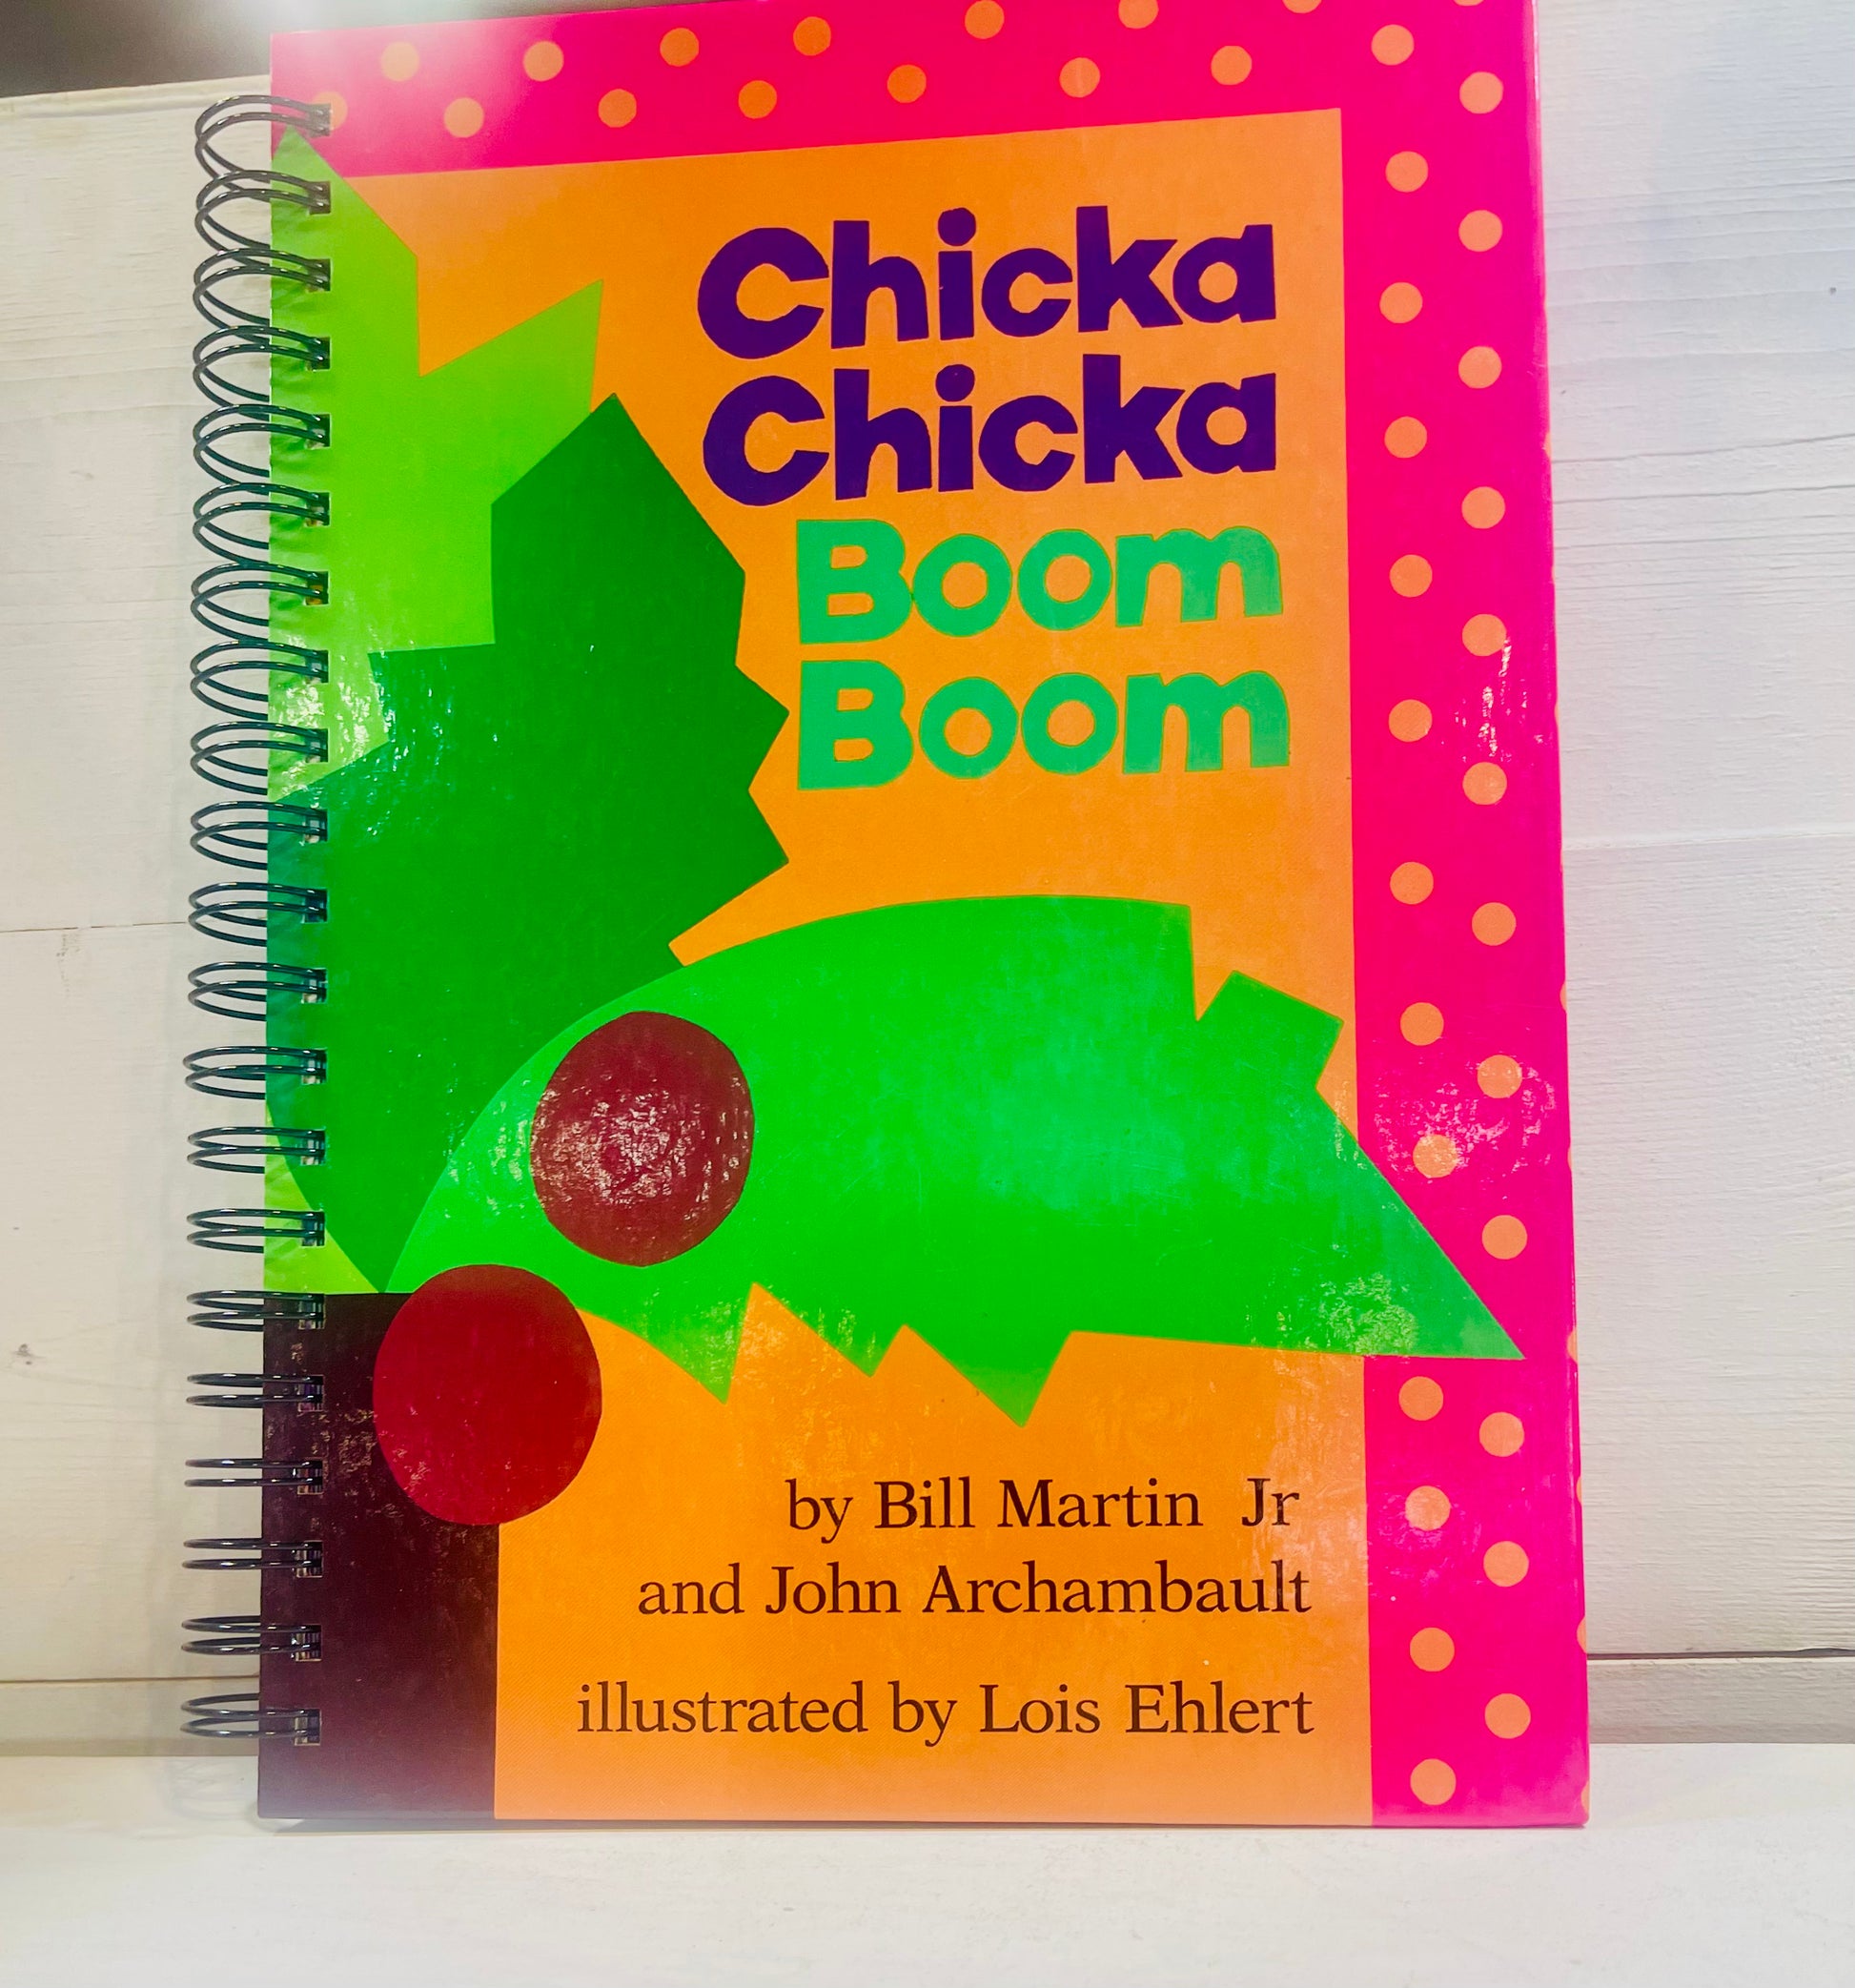 Chicka
Chicka
Boom
Boom
by Bill Martin Jr
and John Archambault
illustrated by Lois Ehlert